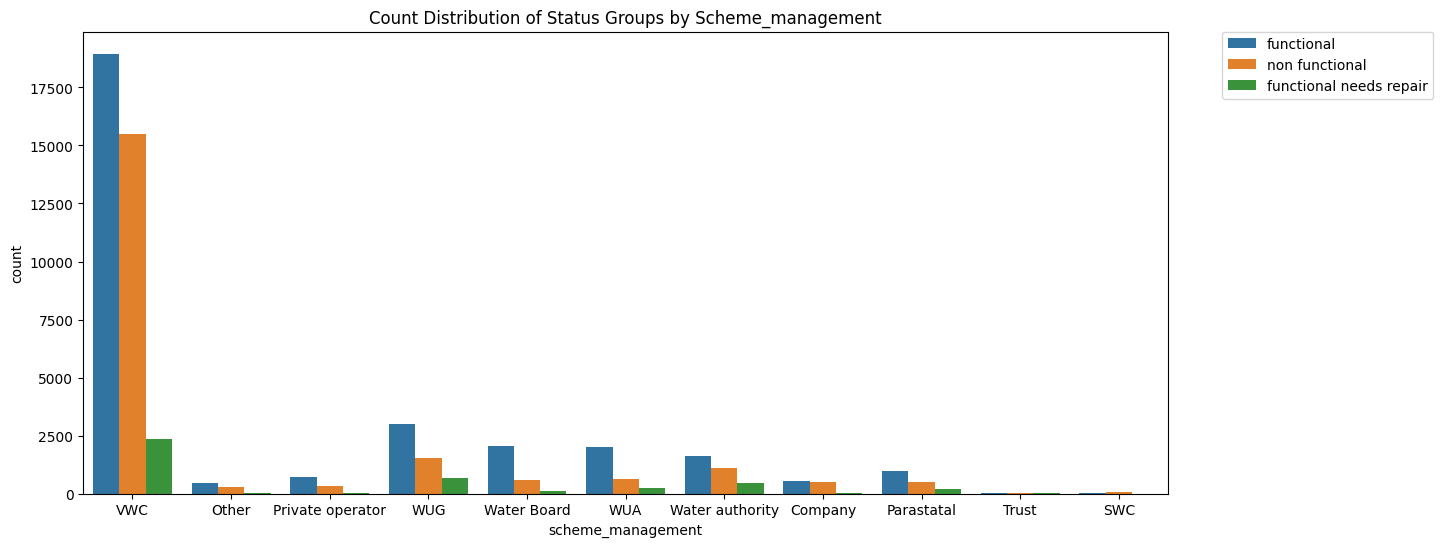 Count Distribution of Status Groups by Scheme_management
functional
non functional
functional needs repair
count
17500
15000
12500
10000
7500
5000
2500
0
VWC Other Private operator WUG Water Board WUA Water authority Company Parastatal Trust SWC
scheme_management